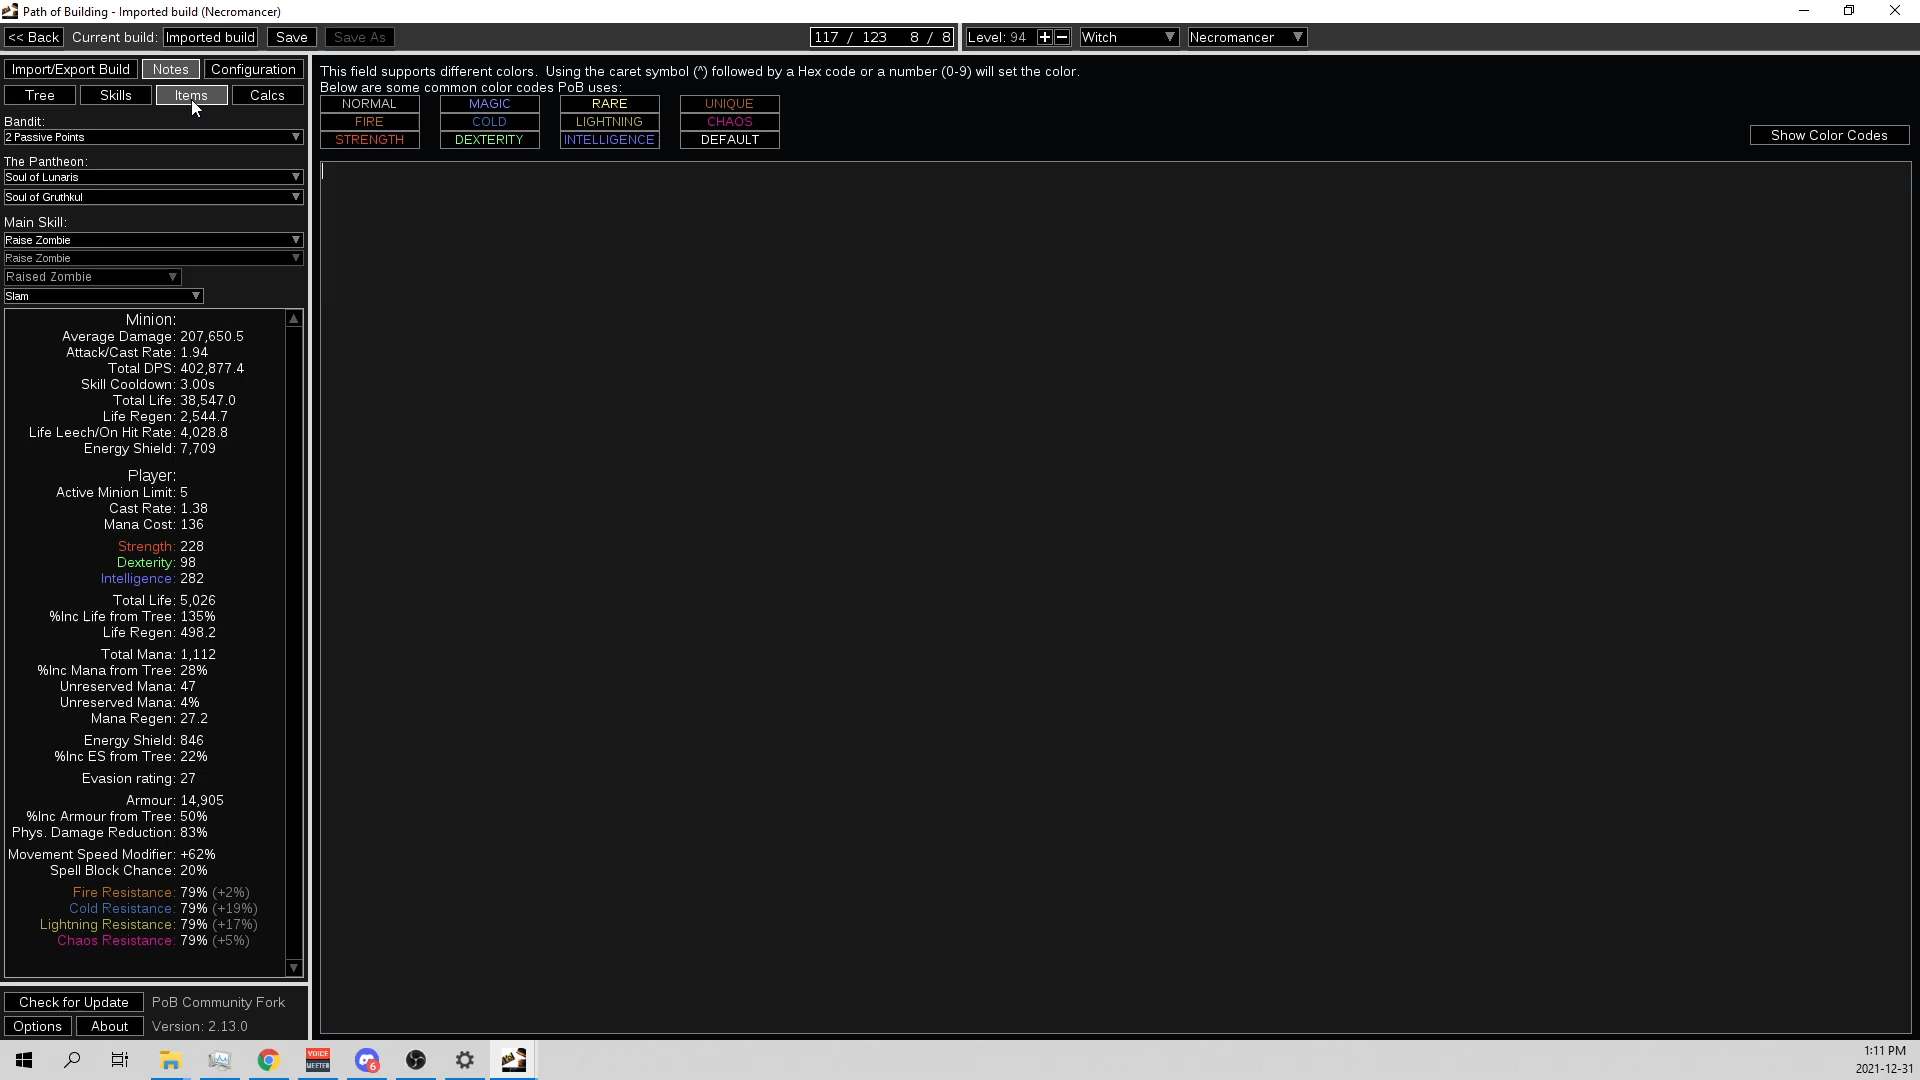 Path of Building - Imported build (Necromancer)
<< Back Current build: Imported build Save Save As 117 / 123 8 / 8 Level: 94 + − Witch Necromancer
Import/Export Build Notes Configuration
Tree Skills Items Calcs
Bandit:
2 Passive Points
The Pantheon:
Soul of Lunaris
Soul of Gruthkul
Main Skill:
Raise Zombie
Raise Zombie
Raised Zombie
Slam
Minion:
Average Damage: 207,650.5
Attack/Cast Rate: 1.94
Total DPS: 402,877.4
Skill Cooldown: 3.00s
Total Life: 38,547.0
Life Regen: 2,544.7
Life Leech/On Hit Rate: 4,028.8
Energy Shield: 7,709
Player:
Active Minion Limit: 5
Cast Rate: 1.38
Mana Cost: 136
Strength: 228
Dexterity: 98
Intelligence: 282
Total Life: 5,026
%Inc Life from Tree: 135%
Life Regen: 498.2
Total Mana: 1,112
%Inc Mana from Tree: 28%
Unreserved Mana: 47
Unreserved Mana: 4%
Mana Regen: 27.2
Energy Shield: 846
%Inc ES from Tree: 22%
Evasion rating: 27
Armour: 14,905
%Inc Armour from Tree: 50%
Phys. Damage Reduction: 83%
Movement Speed Modifier: +62%
Spell Block Chance: 20%
Fire Resistance: 79% (+2%)
Cold Resistance: 79% (+19%)
Lightning Resistance: 79% (+17%)
Chaos Resistance: 79% (+5%)
Check for Update PoB Community Fork
Options About Version: 2.13.0
This field supports different colors. Using the caret symbol (^) followed by a Hex code or a number (0-9) will set the color.
Below are some common color codes PoB uses:
NORMAL MAGIC RARE UNIQUE
FIRE COLD LIGHTNING CHAOS
STRENGTH DEXTERITY INTELLIGENCE DEFAULT
Show Color Codes
VOICE
MEETER
6
1:11 PM
2021-12-31